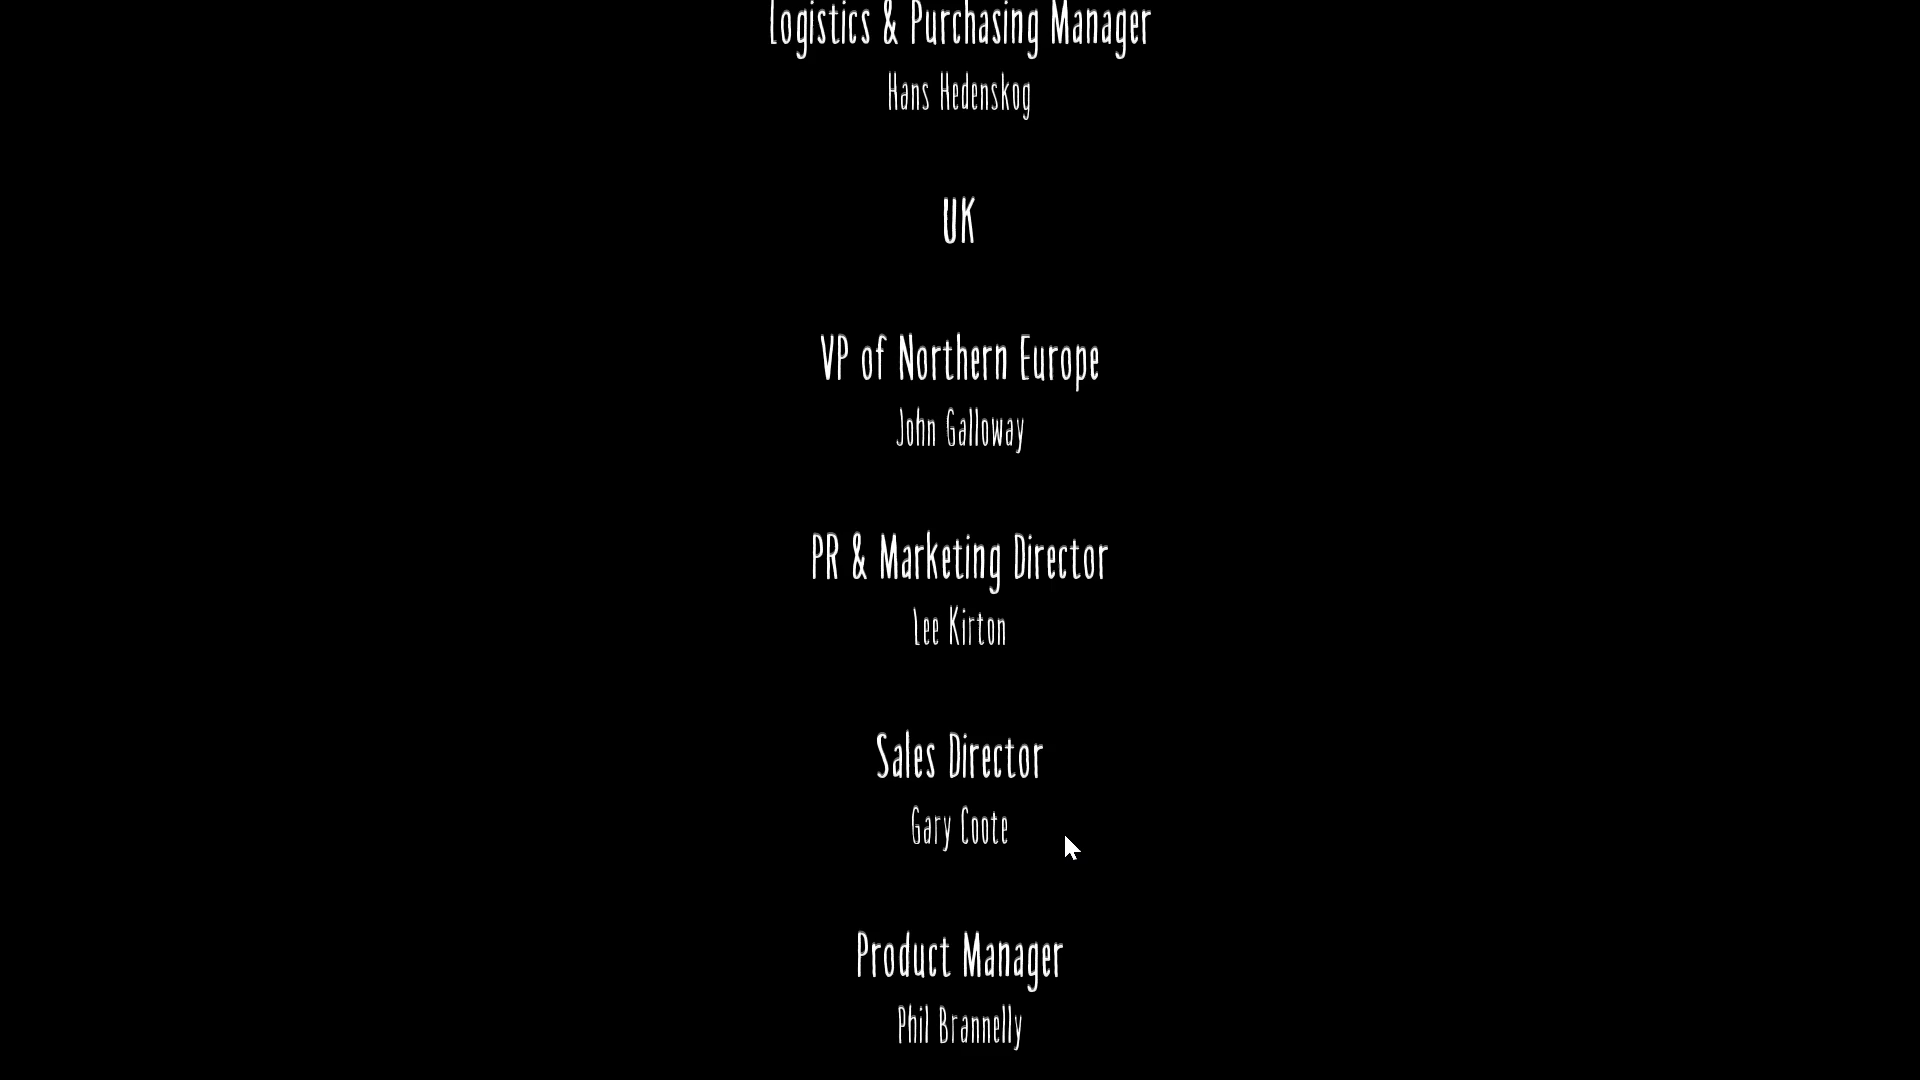 Logistics & Purchasing Manager
Hans Hedenskog
UK
VP of Northern Europe
John Galloway
PR & Marketing Director
Lee Kirton
Sales Director
Gary Coote
Product Manager
Phil Brannelly